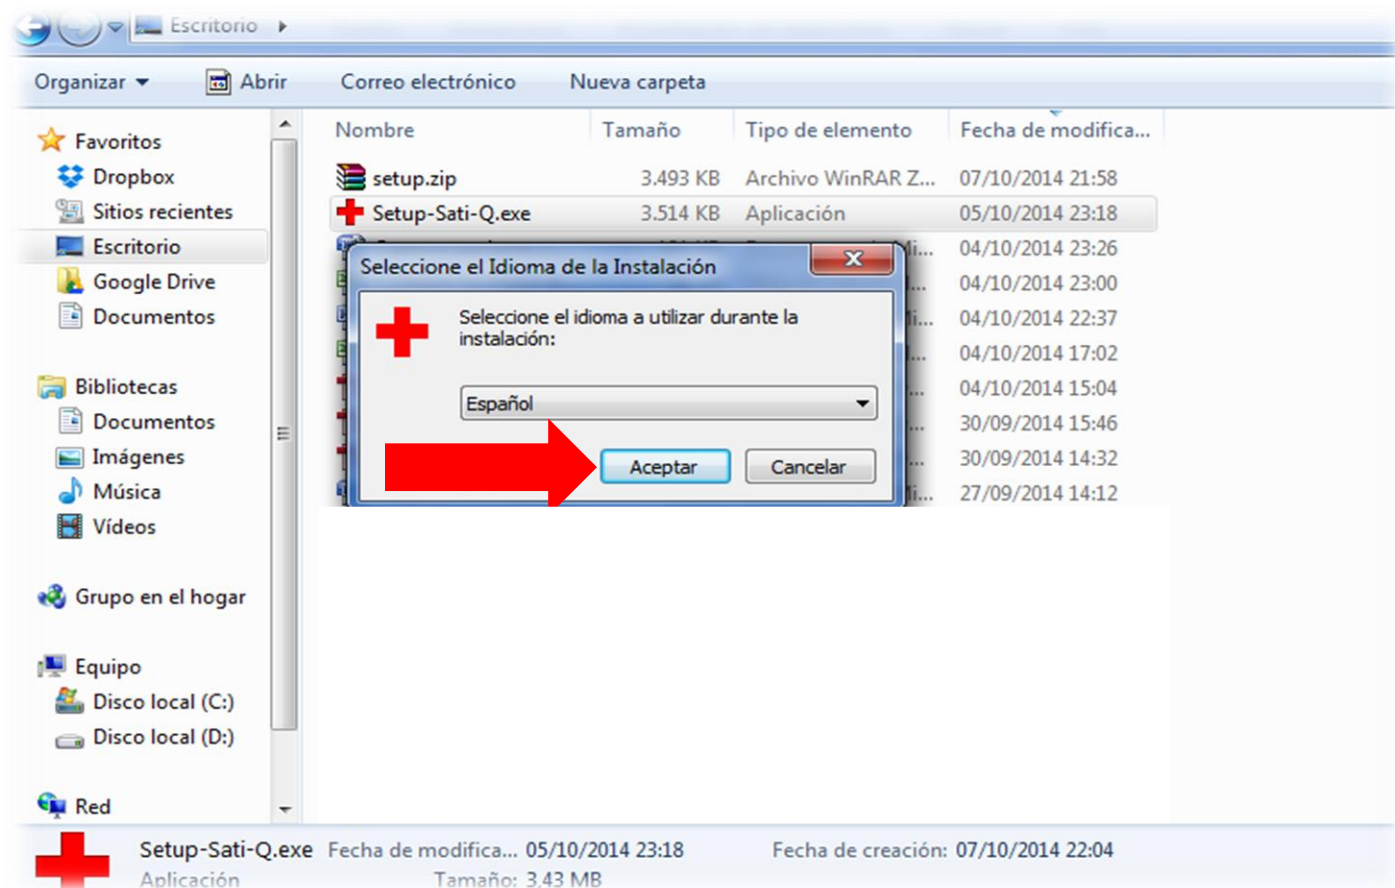 Escritorio
Organizar Abrir Correo electrónico Nueva carpeta
Nombre Tamaño Tipo de elemento Fecha de modifica...
Favoritos
Dropbox
Sitios recientes
Escritorio
Google Drive
Documentos
Bibliotecas
Documentos
Imágenes
Música
Vídeos
Grupo en el hogar
Equipo
Disco local (C:)
Disco local (D:)
Red
setup.zip 3.493 KB Archivo WinRAR Z... 07/10/2014 21:58
Setup-Sati-Q.exe 3.514 KB Aplicación 05/10/2014 23:18
04/10/2014 23:26
04/10/2014 23:00
04/10/2014 22:37
04/10/2014 17:02
04/10/2014 15:04
30/09/2014 15:46
30/09/2014 14:32
27/09/2014 14:12
Seleccione el Idioma de la Instalación
Seleccione el idioma a utilizar durante la
instalación:
Español
Aceptar Cancelar
Setup-Sati-Q.exe Fecha de modifica... 05/10/2014 23:18 Fecha de creación: 07/10/2014 22:04
Aplicación Tamaño: 3,43 MB